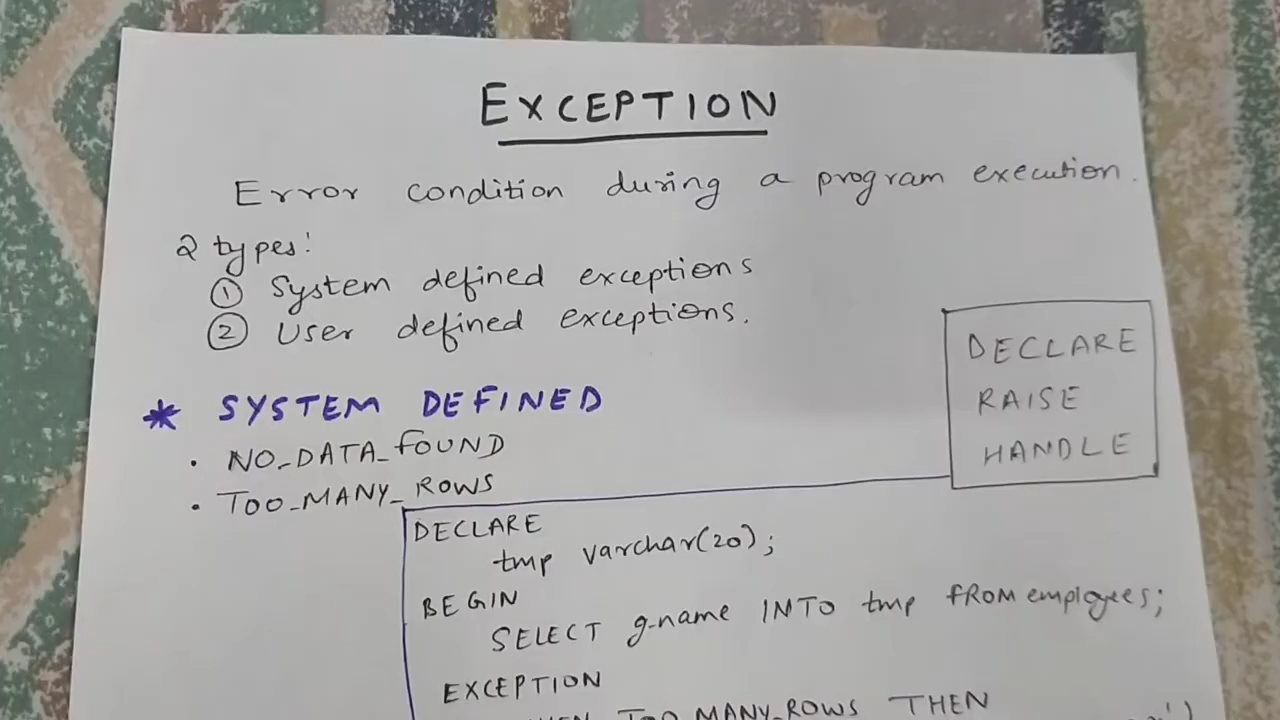 EXCEPTION
Error condition during a program execution.
2 types:
① System defined exceptions
② User defined exceptions.
* SYSTEM DEFINED
• NO_DATA_FOUND
• TOO_MANY_ROWS
DECLARE
RAISE
HANDLE
DECLARE
tmp varchar(20);
BEGIN
SELECT g-name INTO tmp FROM employees;
EXCEPTION
TOO_MANY_ROWS THEN